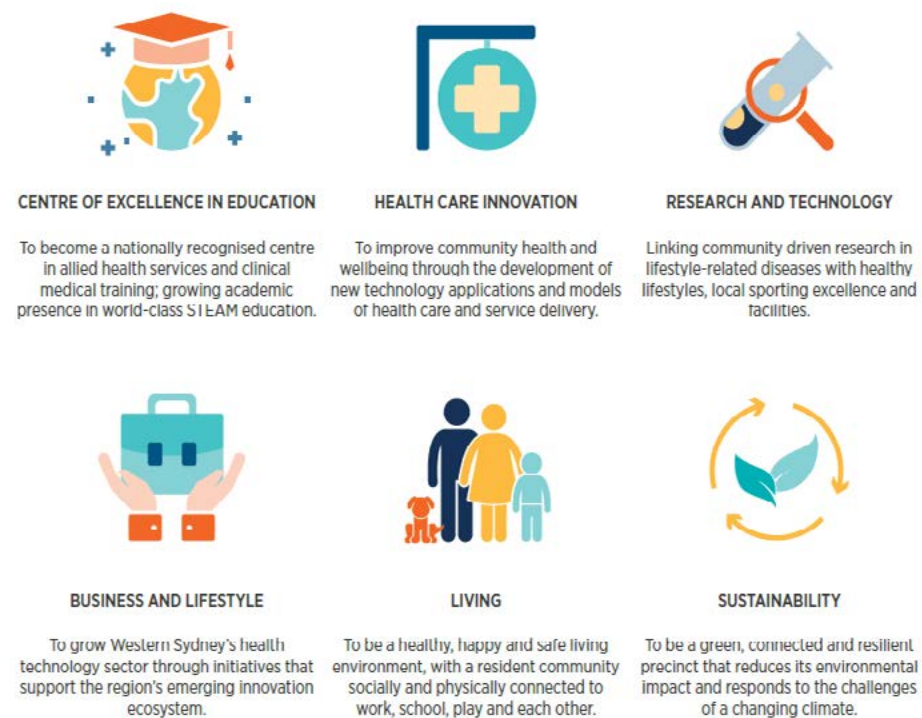 CENTRE OF EXCELLENCE IN EDUCATION
To become a nationally recognised centre
in allied health services and clinical
medical training; growing academic
presence in world-class STEAM education.
HEALTH CARE INNOVATION
To improve community health and
wellbeing through the development of
new technology applications and models
of health care and service delivery.
RESEARCH AND TECHNOLOGY
Linking community driven research in
lifestyle-related diseases with healthy
lifestyles, local sporting excellence and
facilities.
BUSINESS AND LIFESTYLE
To grow Western Sydney's health
technology sector through initiatives that
support the region's emerging innovation
ecosystem.
LIVING
To be a healthy, happy and safe living
environment, with a resident community
socially and physically connected to
work, school, play and each other.
SUSTAINABILITY
To be a green, connected and resilient
precinct that reduces its environmental
impact and responds to the challenges
of a changing climate.